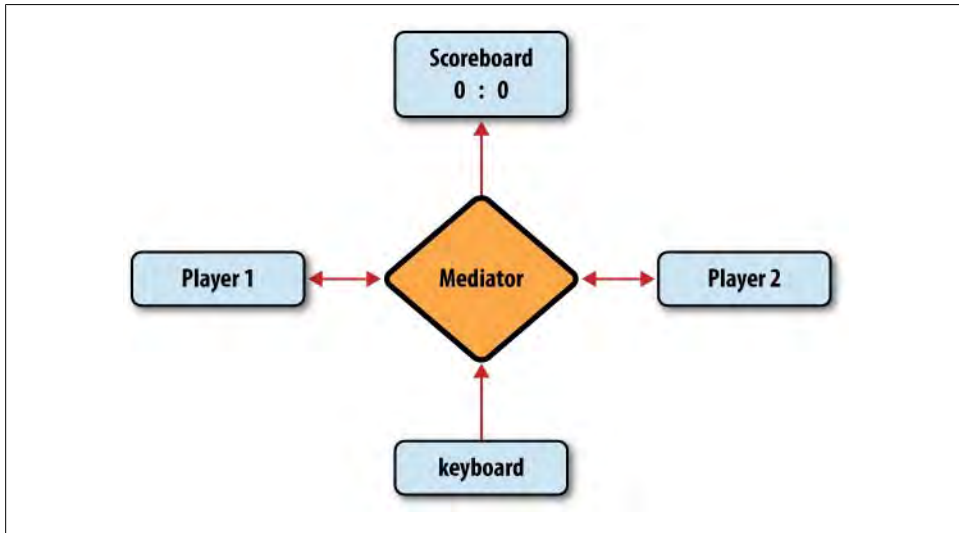 Scoreboard
0 : 0
Player 1
Mediator
Player 2
keyboard